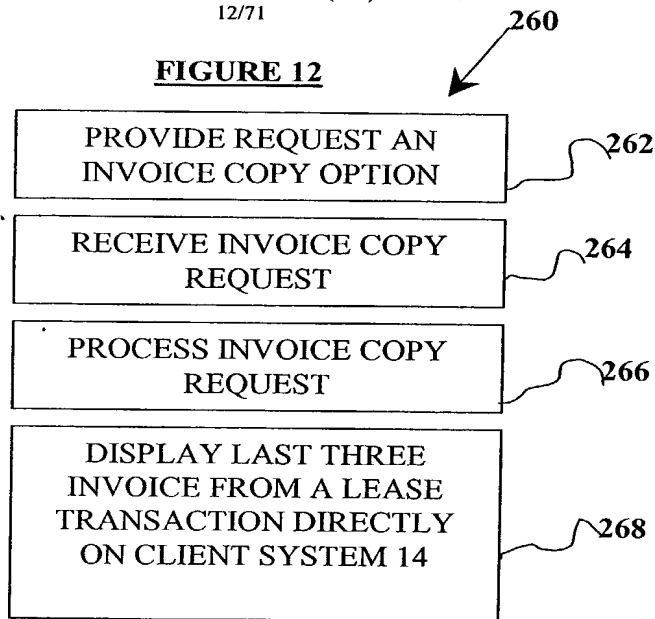 12/71
260
FIGURE 12
PROVIDE REQUEST AN
INVOICE COPY OPTION
262
RECEIVE INVOICE COPY
REQUEST
264
PROCESS INVOICE COPY
REQUEST
266
DISPLAY LAST THREE
INVOICE FROM A LEASE
TRANSACTION DIRECTLY
ON CLIENT SYSTEM 14
268